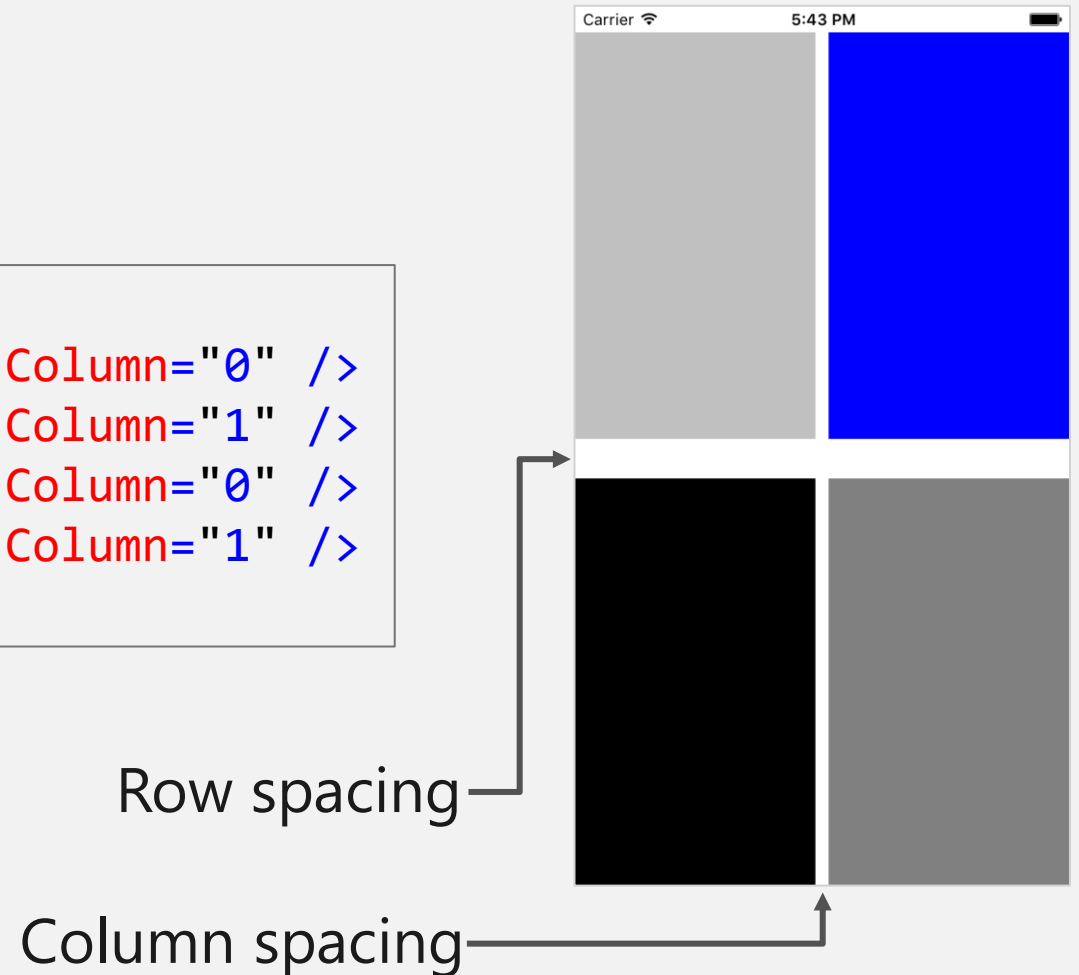 Carrier 5:43 PM
Column="0" />
Column="1" />
Column="0" />
Column="1" />
Row spacing
Column spacing